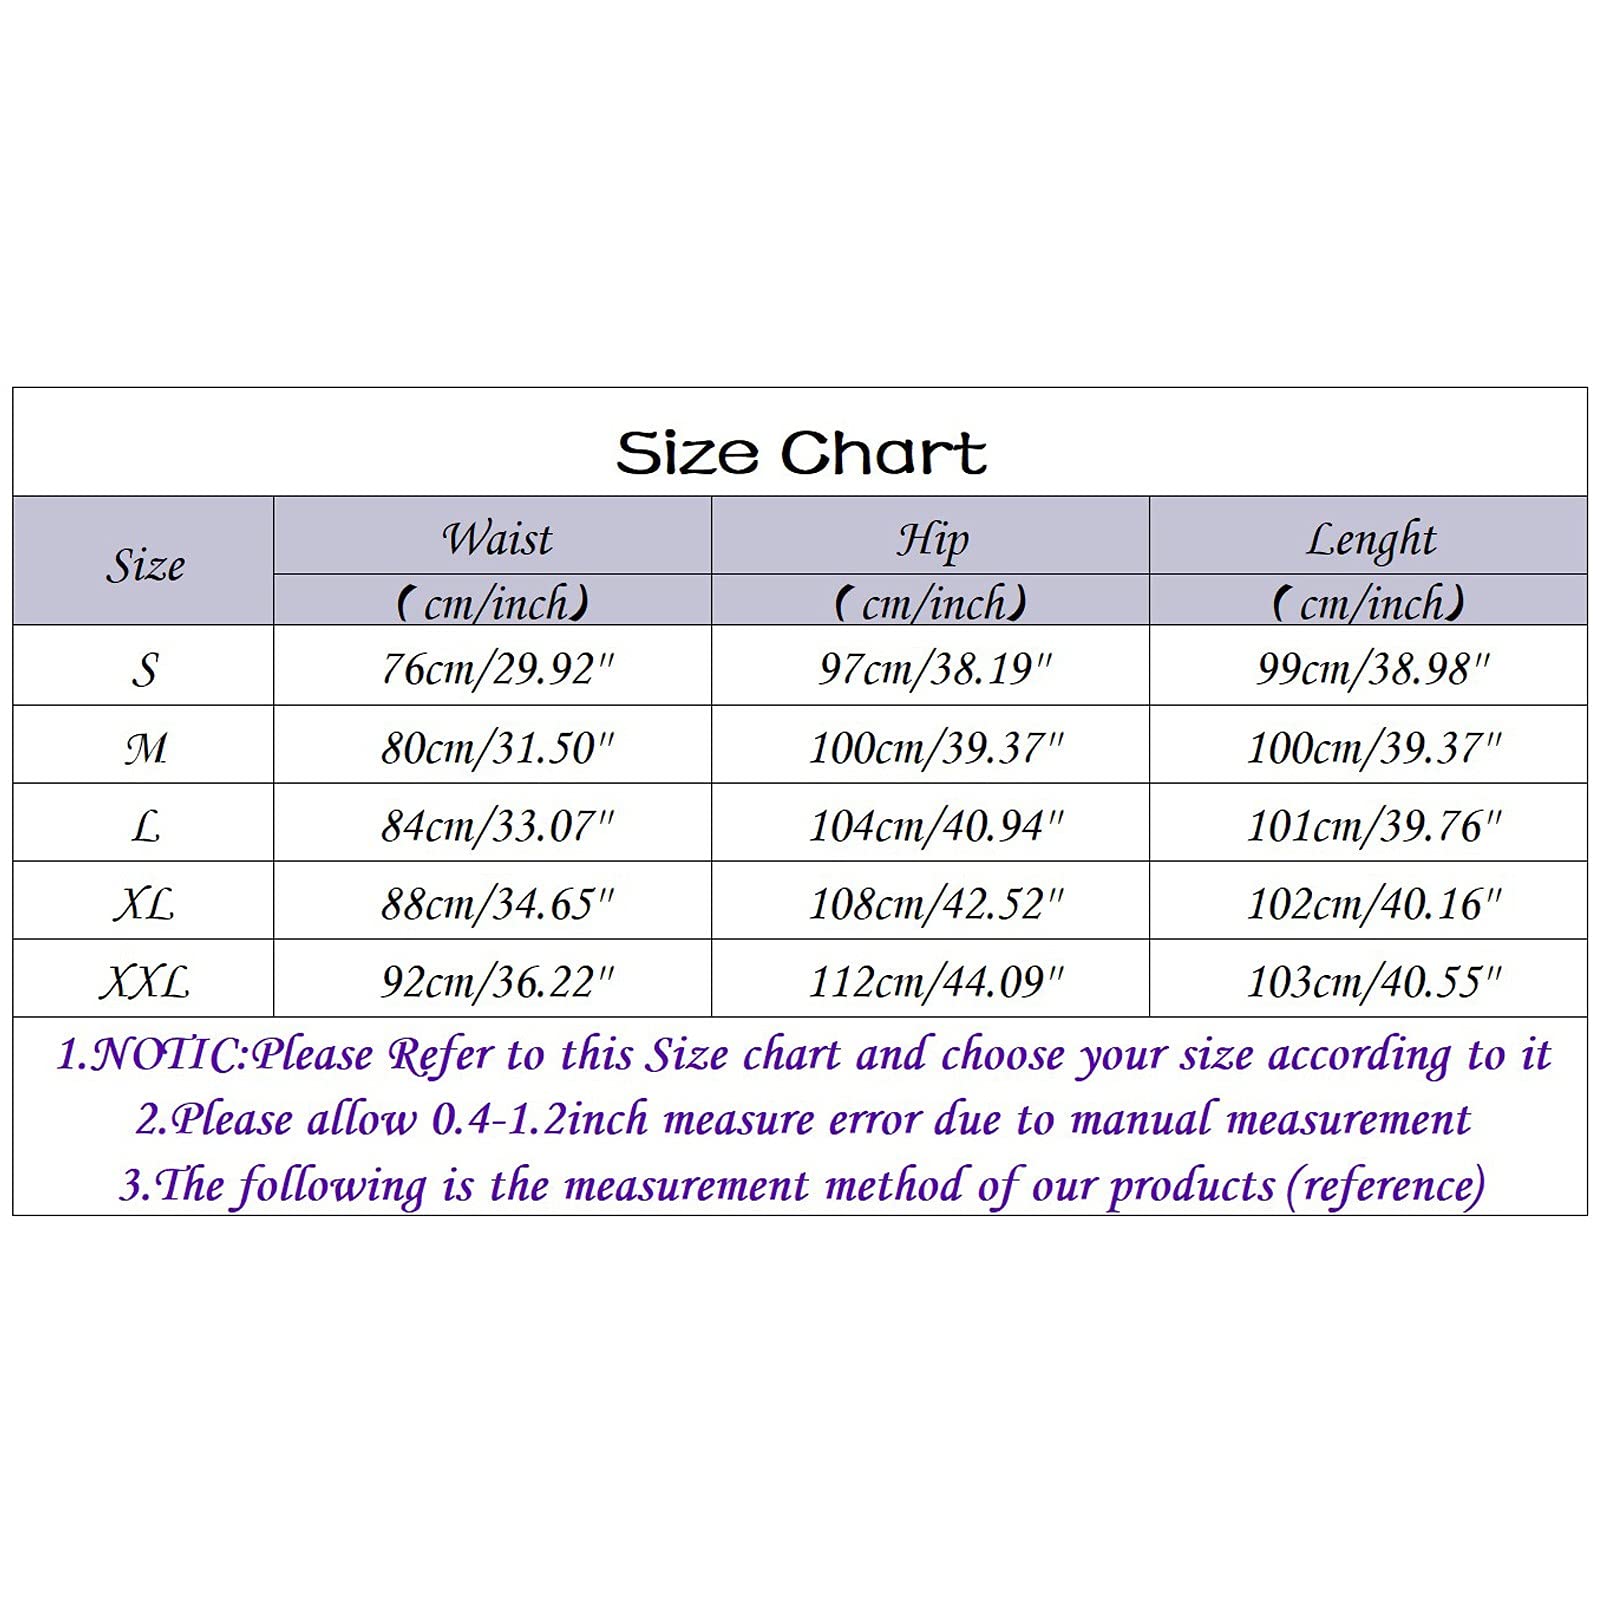 Size Chart
Size Waist Hip Lenght
(cm/inch) (cm/inch) (cm/inch)
S 76cm/29.92" 97cm/38.19" 99cm/38.98"
M 80cm/31.50" 100cm/39.37" 100cm/39.37"
L 84cm/33.07" 104cm/40.94" 101cm/39.76"
XL 88cm/34.65" 108cm/42.52" 102cm/40.16"
XXL 92cm/36.22" 112cm/44.09" 103cm/40.55"
1.NOTIC:Please Refer to this Size chart and choose your size according to it
2.Please allow 0.4-1.2inch measure error due to manual measurement
3.The following is the measurement method of our products (reference)